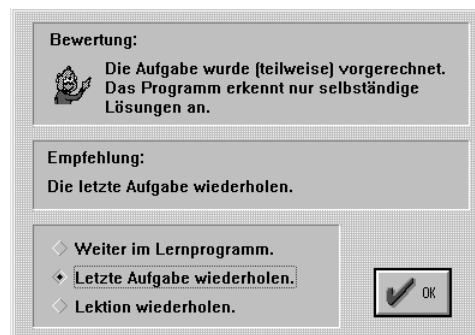 Bewertung:
Die Aufgabe wurde (teilweise) vorgerechnet.
Das Programm erkennt nur selbständige
Lösungen an.
Empfehlung:
Die letzte Aufgabe wiederholen.
Weiter im Lernprogramm.
Letzte Aufgabe wiederholen.
Lektion wiederholen.
OK